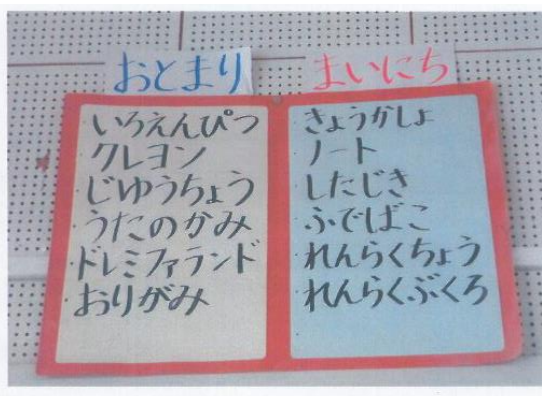 おとまり
いろえんぴつ
クレヨン
じゆうちょう
うたのかみ
ドレミファランド
おりがみ
まいにち
きょうかしょ
ノート
したじき
ふでばこ
れんらくちょう
れんらくぶくろ